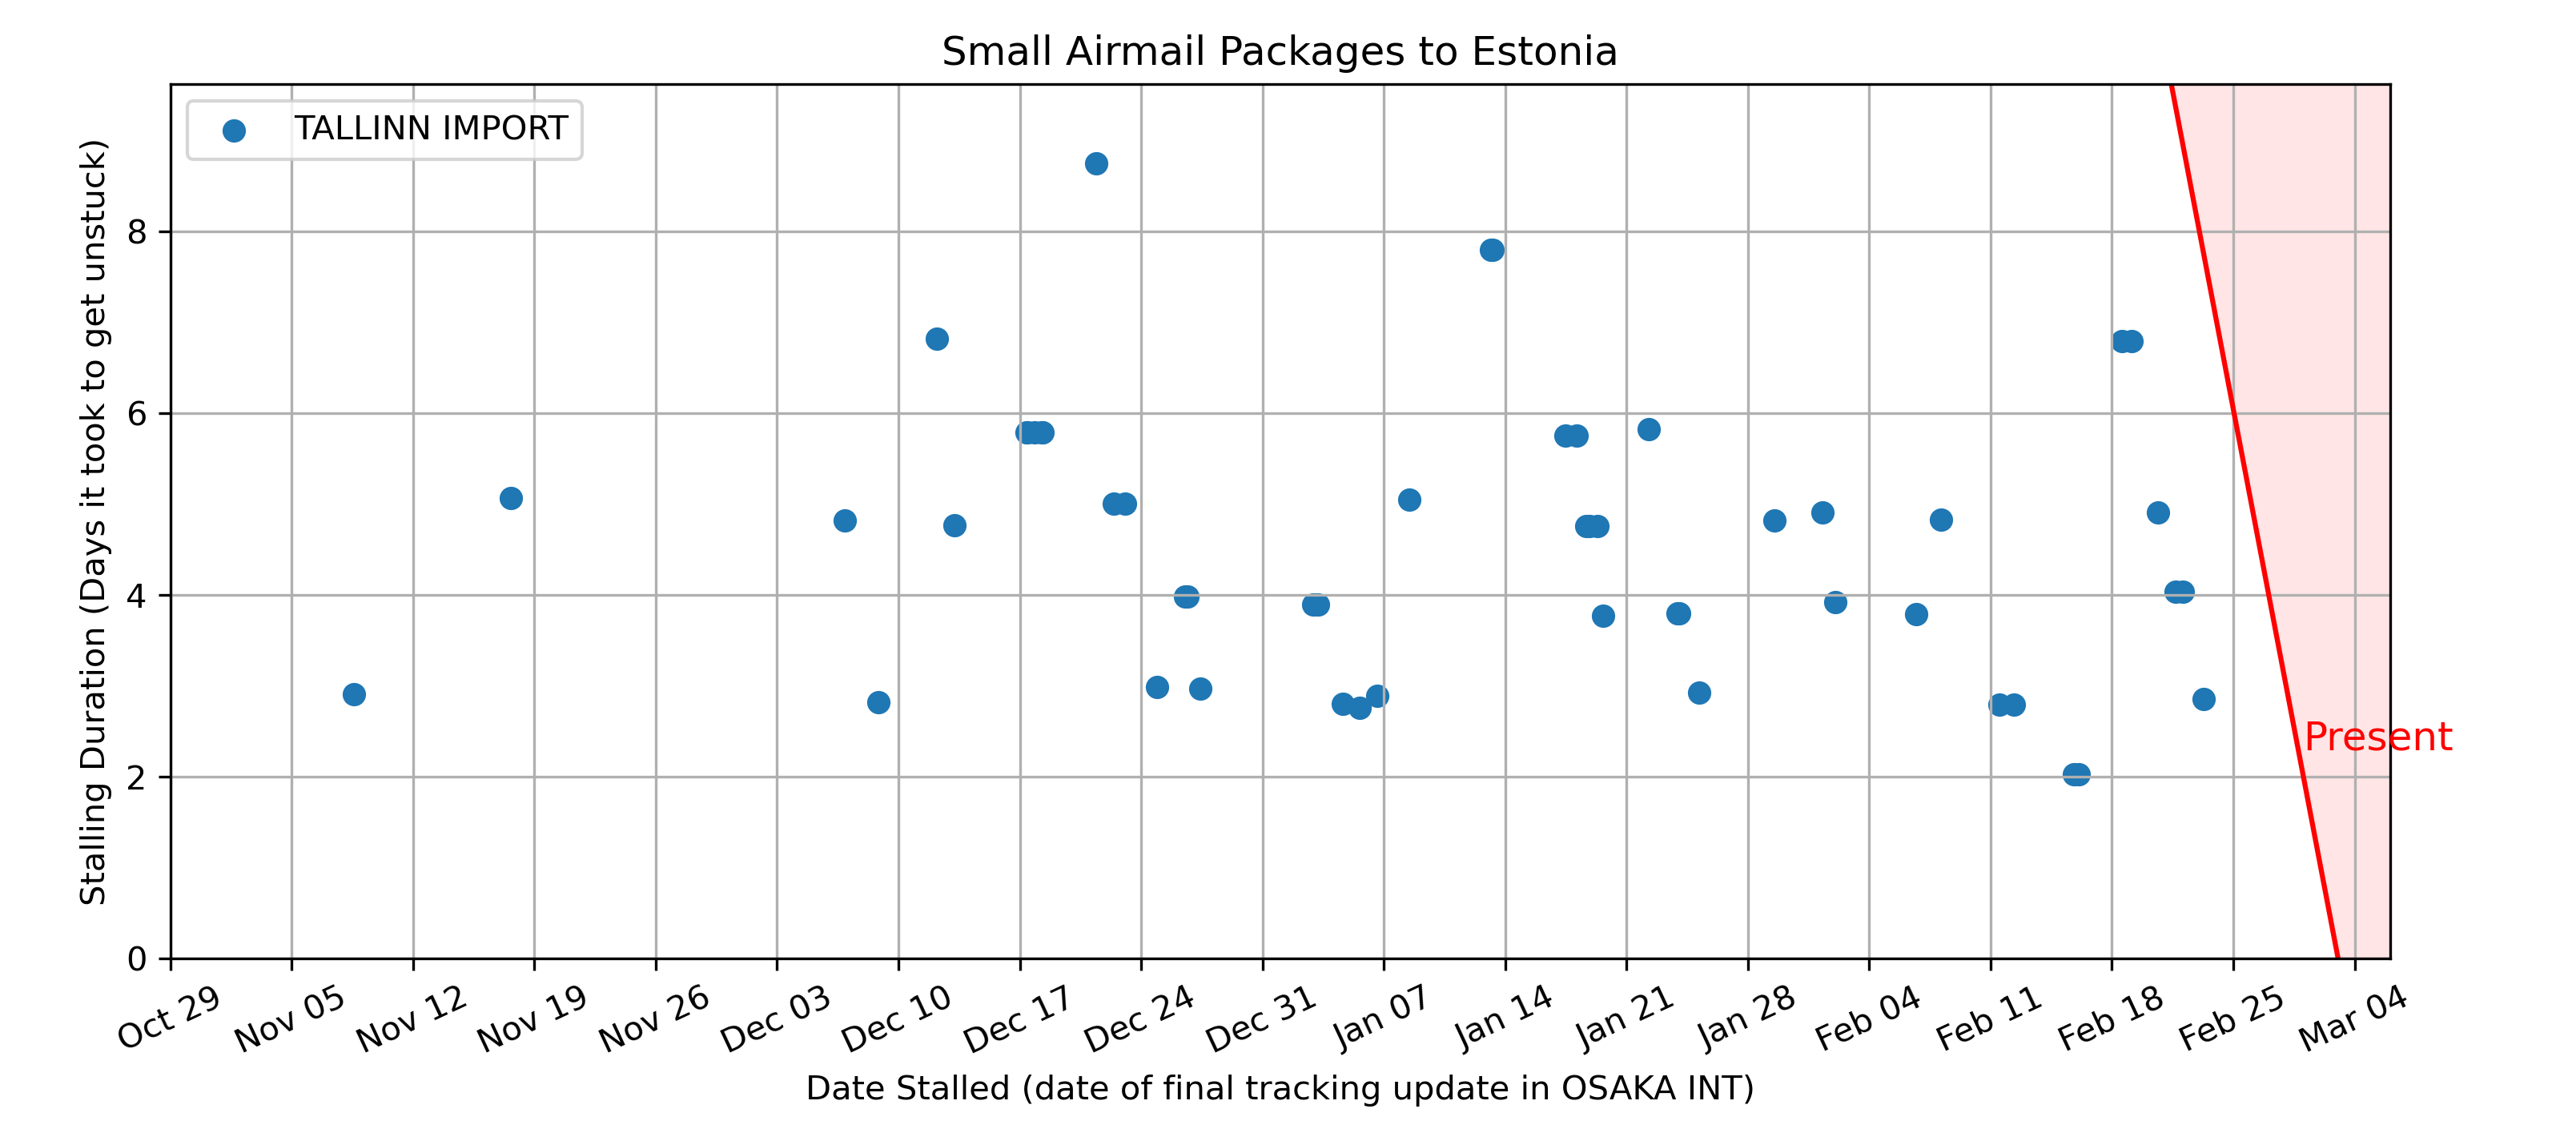 Small Airmail Packages to Estonia
TALLINN IMPORT
Stalling Duration (Days it took to get unstuck)
8
6
4
2
0
Present
Oct 29
Nov 05
Nov 12
Nov 19
Nov 26
Dec 03
Dec 10
Dec 17
Dec 24
Dec 31
Jan 07
Jan 14
Jan 21
Jan 28
Feb 04
Feb 11
Feb 18
Feb 25
Mar 04
Date Stalled (date of final tracking update in OSAKA INT)